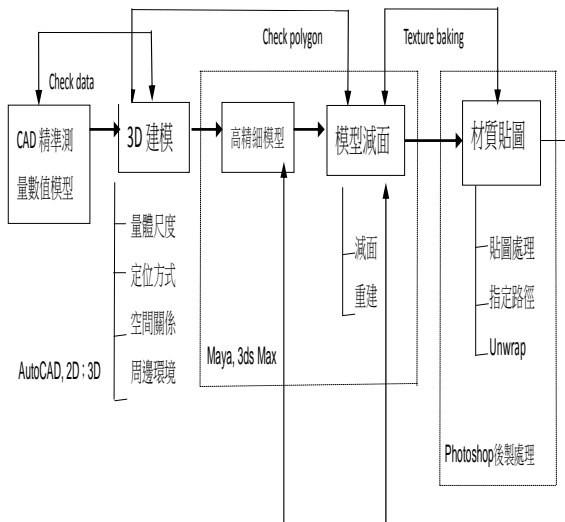 Check polygon
Texture baking
Check data
CAD 精準測
量數值模型
3D 建模
高精細模型
模型減面
材質貼圖
量體尺度
定位方式
空間關係
周邊環境
減面
重建
貼圖處理
指定路徑
Unwrap
AutoCAD, 2D : 3D
Maya, 3ds Max
Photoshop後製處理